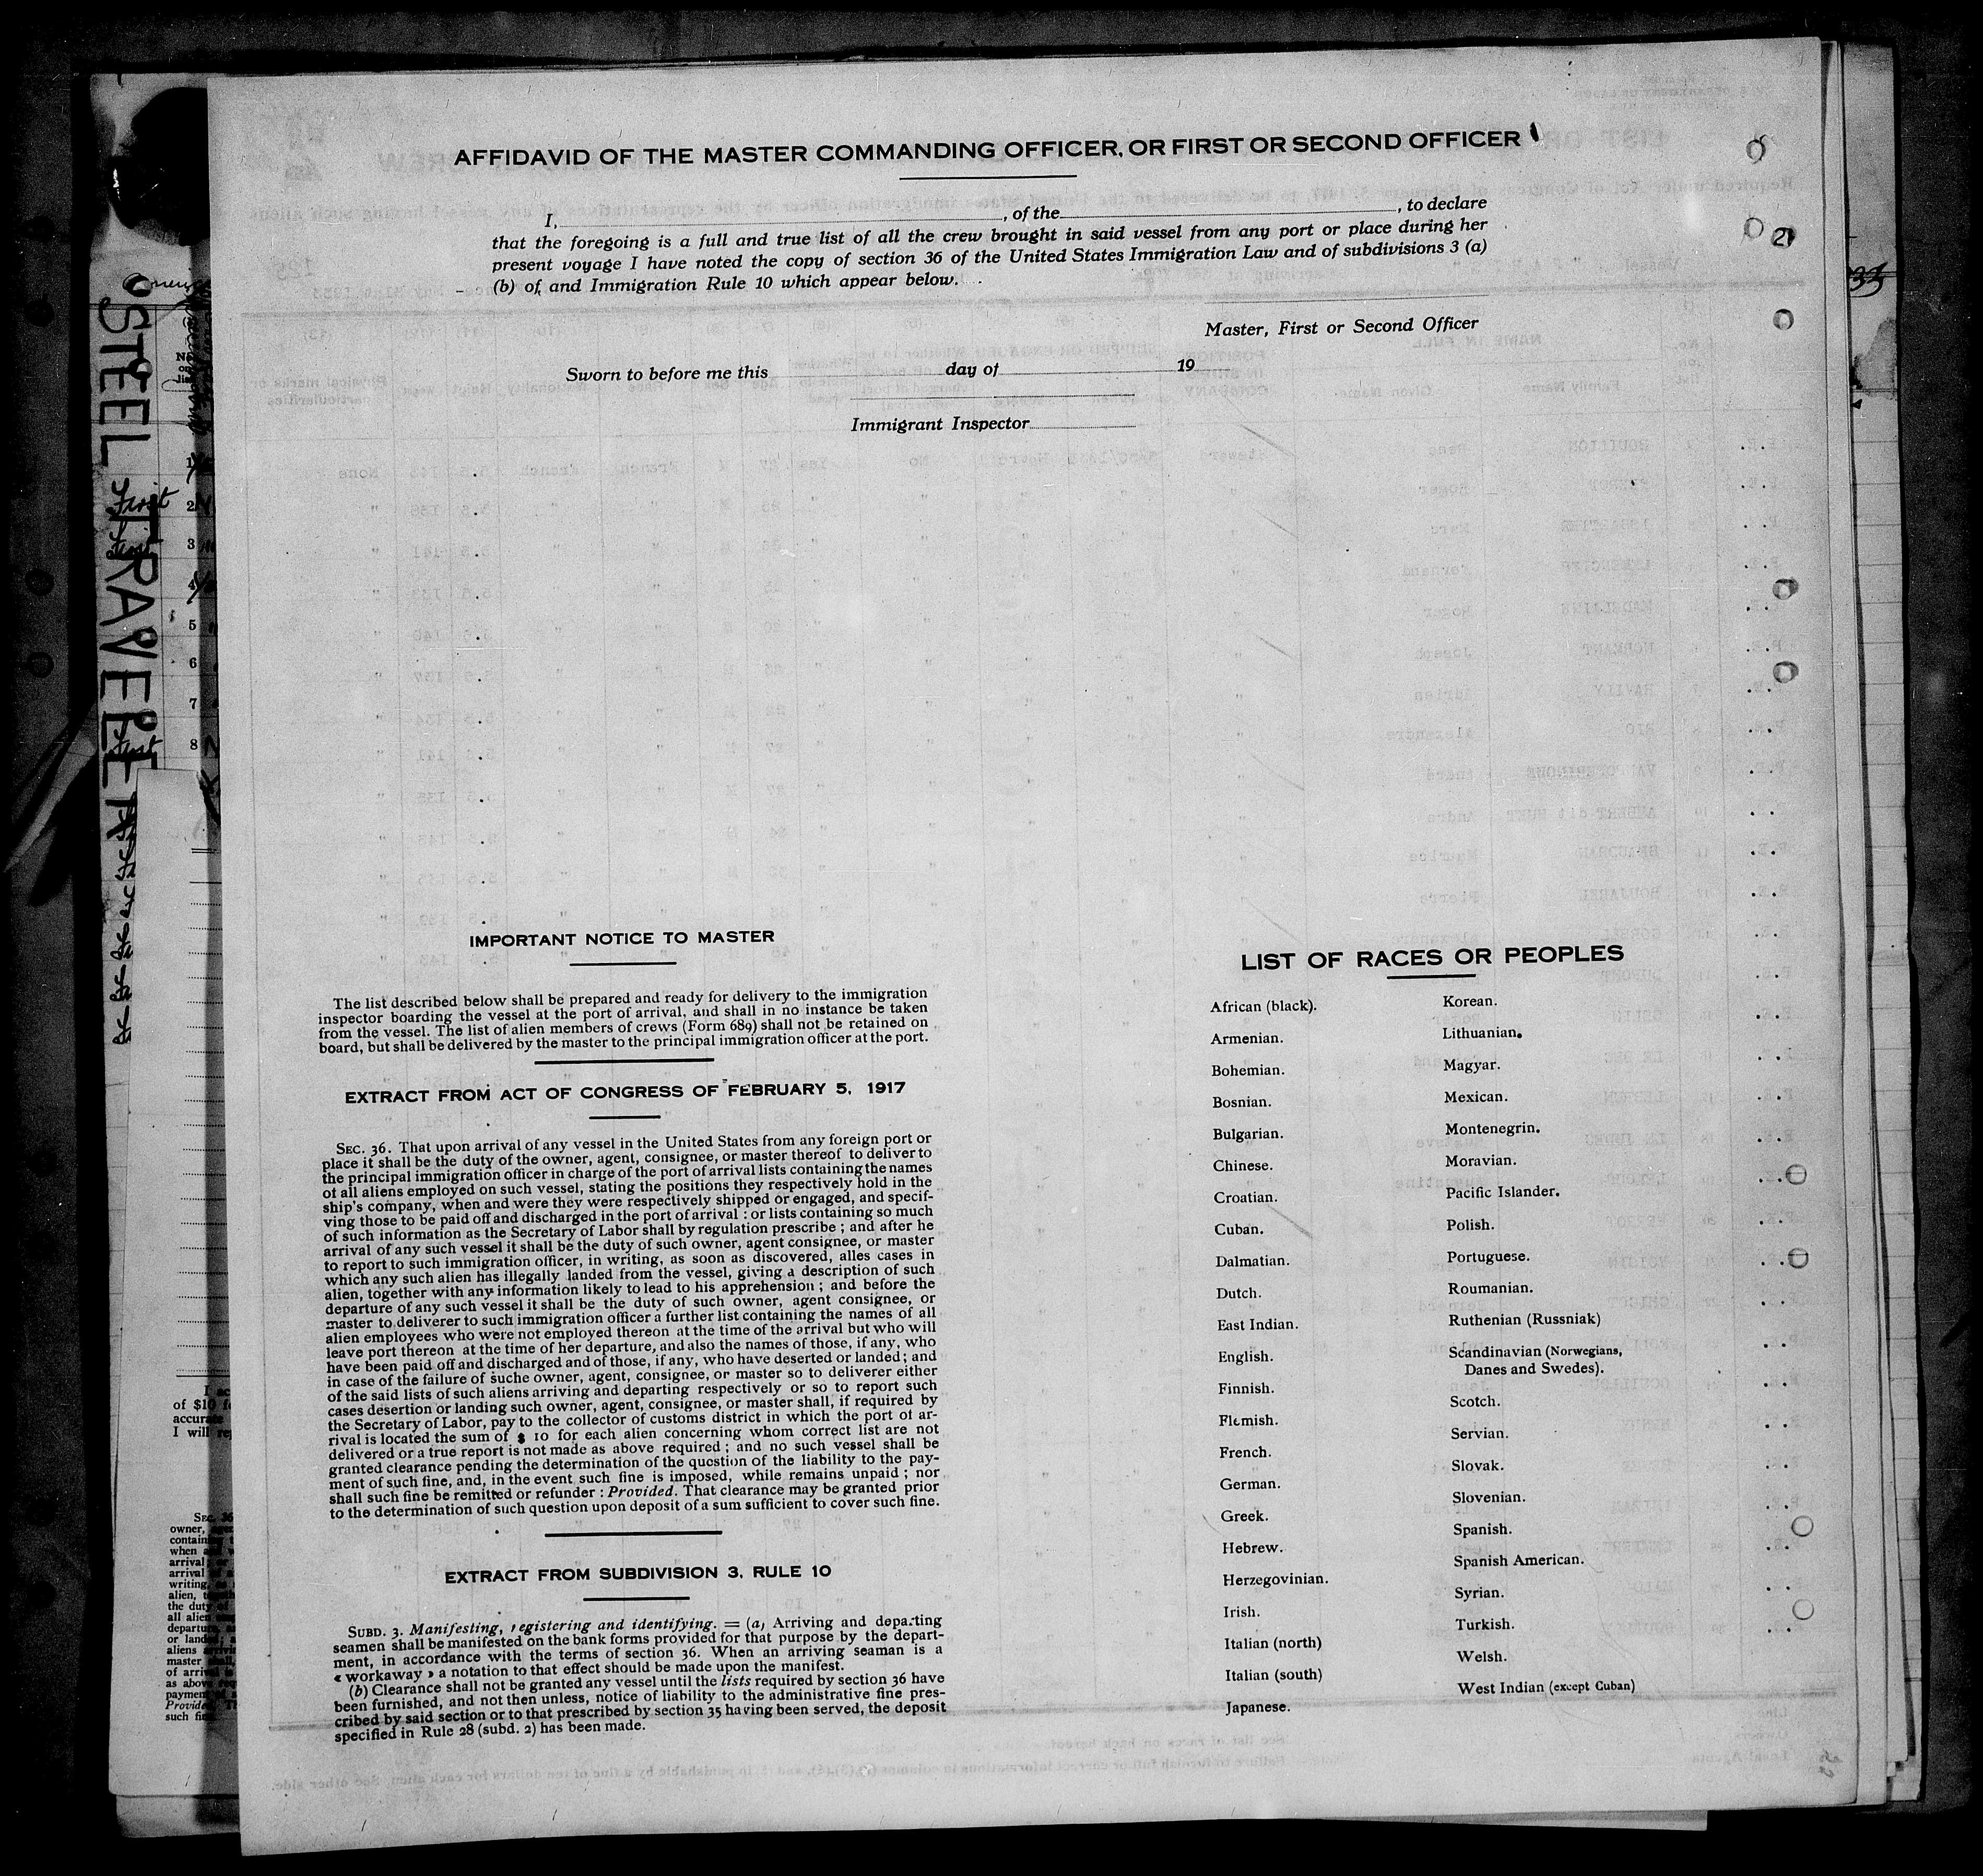 AFFIDAVID OF THE MASTER COMMANDING OFFICER, OR FIRST OR SECOND OFFICER
I, , of the , to declare
that the foregoing is a full and true list of all the crew brought in said vessel from any port or place during her
present voyage I have noted the copy of section 36 of the United States Immigration Law and of subdivisions 3 (a)
(b) of, and Immigration Rule 10 which appear below.
Master, First or Second Officer
Sworn to before me this day of 19
Immigrant Inspector
IMPORTANT NOTICE TO MASTER
The list described below shall be prepared and ready for delivery to the immigration
inspector boarding the vessel at the port of arrival, and shall in no instance be taken
from the vessel. The list of alien members of crews (Form 689) shall not be retained on
board, but shall be delivered by the master to the principal immigration officer at the port.
EXTRACT FROM ACT OF CONGRESS OF FEBRUARY 5, 1917
SEC. 36. That upon arrival of any vessel in the United States from any foreign port or
place it shall be the duty of the owner, agent, consignee, or master thereof to deliver to
the principal immigration officer in charge of the port of arrival lists containing the names
ot all aliens employed on such vessel, stating the positions they respectively hold in the
ship's company, when and were they were respectively shipped or engaged, and specif-
ving those to be paid off and discharged in the port of arrival : or lists containing so much
of such information as the Secretary of Labor shall by regulation prescribe ; and after he
arrival of any such vessel it shall be the duty of such owner, agent consignee, or master
to report to such immigration officer, in writing, as soon as discovered, alles cases in
which any such alien has illegally landed from the vessel, giving a description of such
alien, together with any information likely to lead to his apprehension ; and before the
departure of any such vessel it shall be the duty of such owner, agent consignee, or
master to deliverer to such immigration officer a further list containing the names of all
alien employees who were not employed thereon at the time of the arrival but who will
leave port thereon at the time of her departure, and also the names of those, if any, who
have been paid off and discharged and of those, if any, who have deserted or landed ; and
in case of the failure of suche owner, agent, consignee, or master so to deliverer either
of the said lists of such aliens arriving and departing respectively or so to report such
cases desertion or landing such owner, agent, consignee, or master shall, if required by
the Secretary of Labor, pay to the collector of customs district in which the port of ar-
rival is located the sum of $ 10 for each alien concerning whom correct list are not
delivered or a true report is not made as above required ; and no such vessel shall be
granted clearance pending the determination of the question of the liability to the pay-
ment of such fine, and, in the event such fine is imposed, while remains unpaid ; nor
shall such fine be remitted or refunder : Provided. That clearance may be granted prior
to the determination of such question upon deposit of a sum sufficient to cover such fine.
EXTRACT FROM SUBDIVISION 3, RULE 10
SUBD. 3. Manifesting, registering and identifying. = (a) Arriving and departing
seamen shall be manifested on the bank forms provided for that purpose by the depart-
ment, in accordance with the terms of section 36. When an arriving seaman is a
« workaway » a notation to that effect should be made upon the manifest.
(b) Clearance shall not be granted any vessel until the lists required by section 36 have
been furnished, and not then unless, notice of liability to the administrative fine pres-
cribed by said section or to that prescribed by section 35 having been served, the deposit
specified in Rule 28 (subd. 2) has been made.
LIST OF RACES OR PEOPLES
African (black).
Armenian.
Bohemian.
Bosnian.
Bulgarian.
Chinese.
Croatian.
Cuban.
Dalmatian.
Dutch.
East Indian.
English.
Finnish.
Flemish.
French.
German.
Greek.
Hebrew.
Herzegovinian.
Irish.
Italian (north)
Italian (south)
Japanese.
Korean.
Lithuanian.
Magyar.
Mexican.
Montenegrin.
Moravian.
Pacific Islander.
Polish.
Portuguese.
Roumanian.
Ruthenian (Russniak)
Scandinavian (Norwegians,
Danes and Swedes).
Scotch.
Servian.
Slovak.
Slovenian.
Spanish.
Spanish American.
Syrian.
Turkish.
Welsh.
West Indian (except Cuban)
STEEL TRAVELER
2
3
4
5
6
7
8
of $10
accurate
I will
SEC. 36
owner,
when
arrival
arrival
writing,
alien,
the duty
all alien
or landed
aliens
master
of arrival
as above
payment
such fine